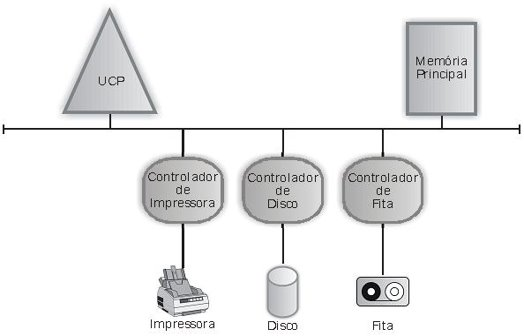 UCP
Memória
Principal
Controlador
de
Impressora
Controlador
de
Disco
Controlador
de
Fita
Impressora
Disco
Fita